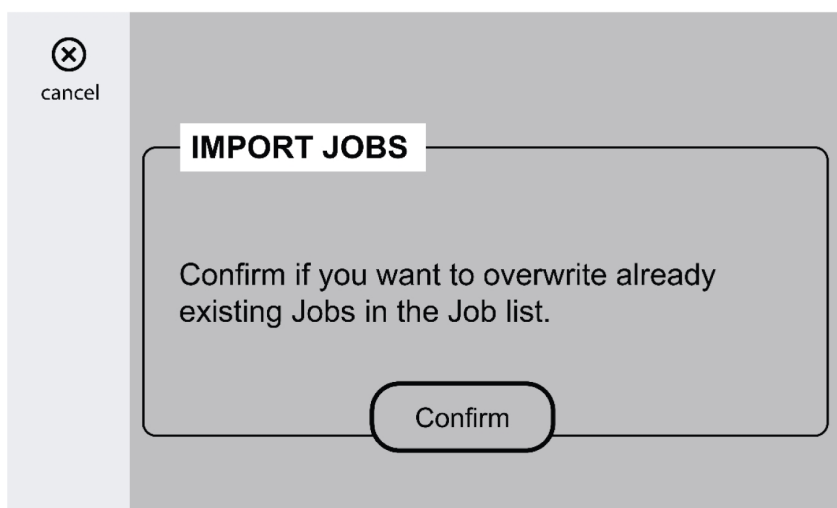 cancel
IMPORT JOBS
Confirm if you want to overwrite already
existing Jobs in the Job list.
Confirm